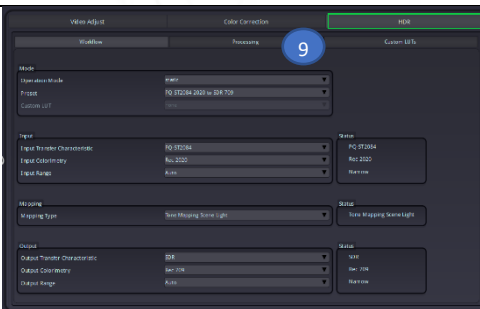 Video Adjust Color Correction HDR
Workflow Processing Custom LUTs
9
Mode
Operation Mode
Preset PQ ST2084 2020 to SDR 709
Custom LUT
Input Status
Input Transfer Characteristic PQ ST2084 PQ ST2084
Input Colorimetry Rec 2020 Rec 2020
Input Range Auto Narrow
Mapping Status
Mapping Type Tone Mapping Scene Light Tone Mapping Scene Light
Output Status
Output Transfer Characteristic SDR SDR
Output Colorimetry Rec 709 Rec 709
Output Range Auto Narrow